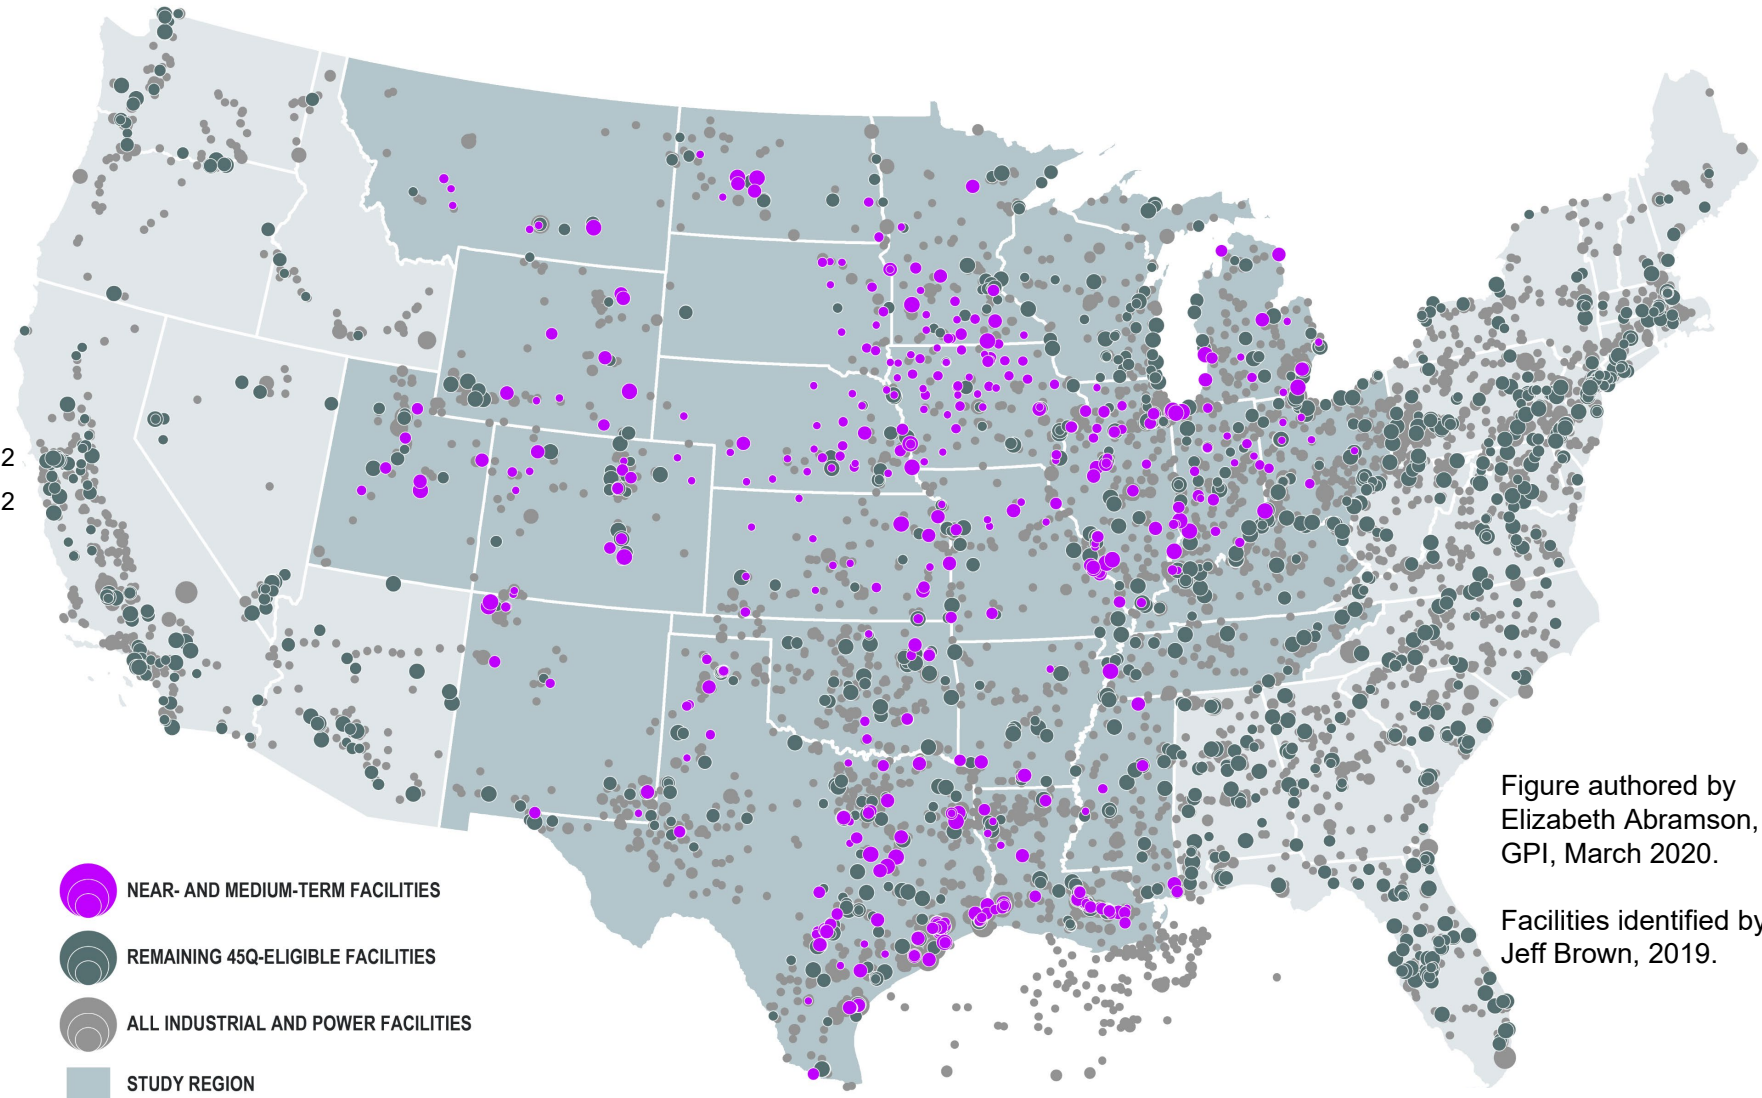 2
2
Figure authored by
Elizabeth Abramson,
GPI, March 2020.
Facilities identified by
Jeff Brown, 2019.
NEAR- AND MEDIUM-TERM FACILITIES
REMAINING 45Q-ELIGIBLE FACILITIES
ALL INDUSTRIAL AND POWER FACILITIES
STUDY REGION